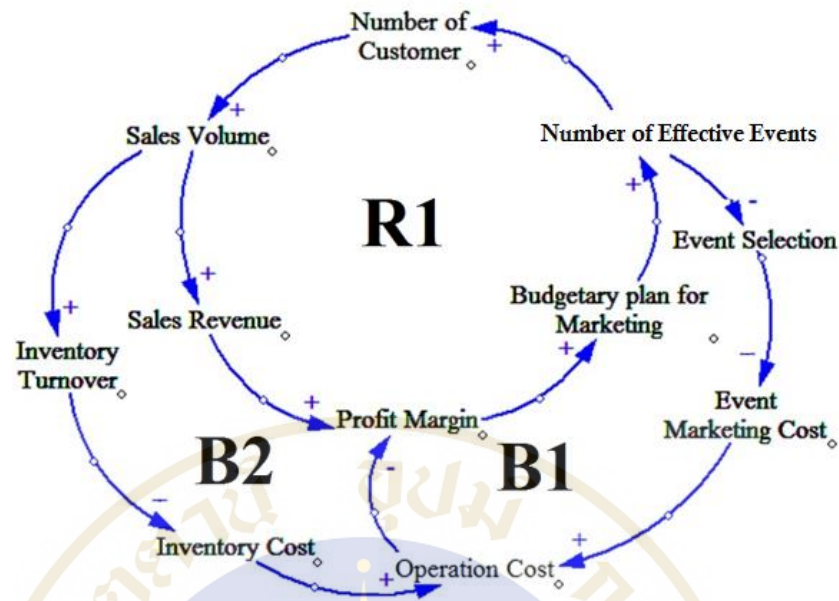 Number of
Customer
+
+
Sales Volume
Number of Effective Events
R1
+
-
Event Selection
+
+
Sales Revenue
Budgetary plan for
Marketing
+
-
Inventory
Turnover
+
Profit Margin
Event
Marketing Cost
B2
B1
-
-
Inventory Cost
+
Operation Cost
+